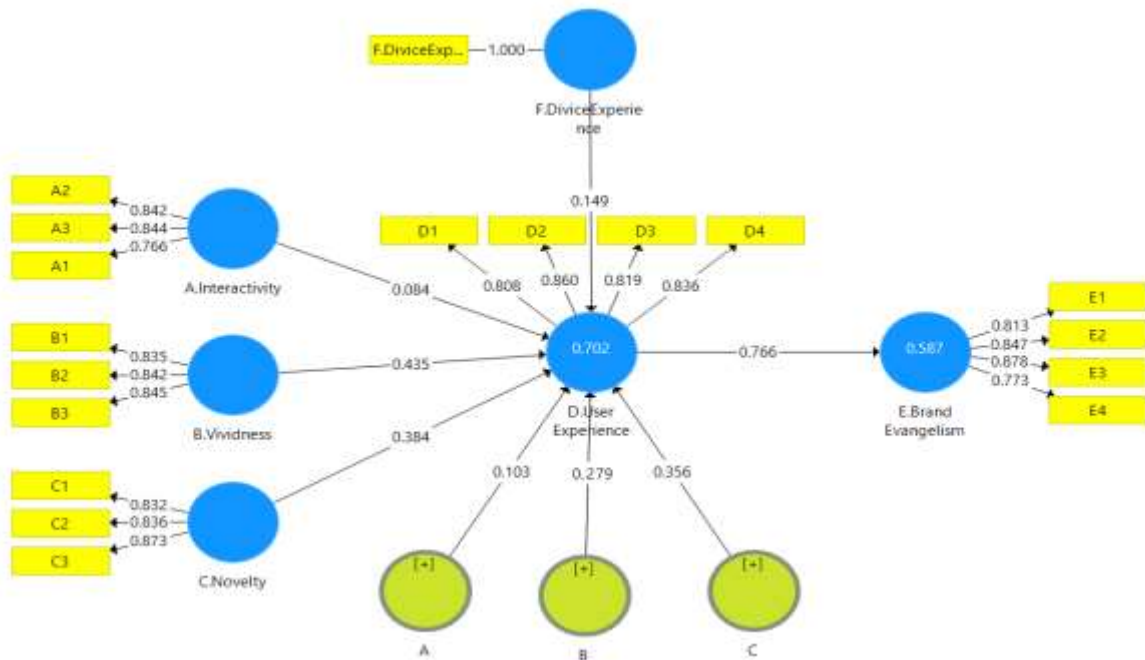 F.DiviceExp...
1.000
F.DiviceExperie
nce
0.149
A2
A3
A1
0.842
0.844
0.766
A.Interactivity
0.084
D1
D2
D3
D4
0.808
0.860
0.819
0.836
B1
B2
B3
0.835
0.842
0.845
B.Vividness
0.435
0.702
D.User
Experience
0.766
0.587
E.Brand
Evangelism
E1
E2
E3
E4
0.813
0.847
0.878
0.773
C1
C2
C3
0.832
0.836
0.873
C.Novelty
0.384
0.103
0.279
0.356
[+]
[+]
[+]
A
B
C